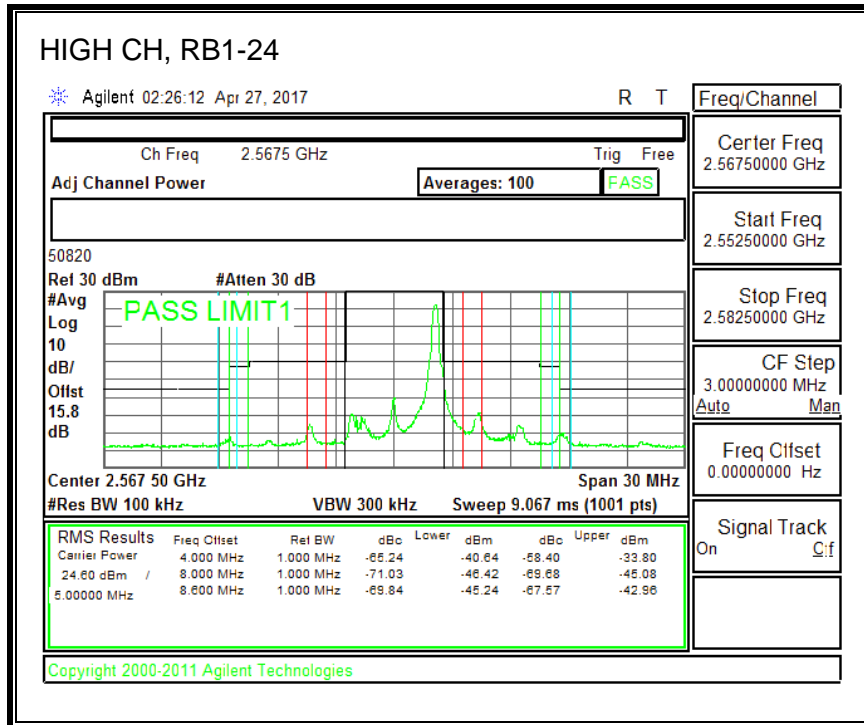 HIGH CH, RB1-24
Agilent 02:26:12 Apr 27, 2017 R T
Freq/Channel
Ch Freq 2.5675 GHz Trig Free
Adj Channel Power Averages: 100 PASS
Center Freq
2.56750000 GHz
Start Freq
2.55250000 GHz
50820
Ref 30 dBm #Atten 30 dB
#Avg
Log
10
dB/
Offst
15.8
dB
PASS LIMIT1
Stop Freq
2.58250000 GHz
CF Step
3.00000000 MHz
Auto Man
Freq Offset
0.00000000 Hz
Center 2.567 50 GHz Span 30 MHz
#Res BW 100 kHz VBW 300 kHz Sweep 9.067 ms (1001 pts)
Signal Track
On Off
RMS Results Freq Offset Ref BW dBc Lower dBm dBc Upper dBm
Carrier Power 4.000 MHz 1.000 MHz -65.24 -40.64 -58.40 -33.80
24.60 dBm / 8.000 MHz 1.000 MHz -71.03 -46.42 -69.68 -45.08
5.00000 MHz 8.600 MHz 1.000 MHz -69.84 -45.24 -67.57 -42.96
Copyright 2000-2011 Agilent Technologies